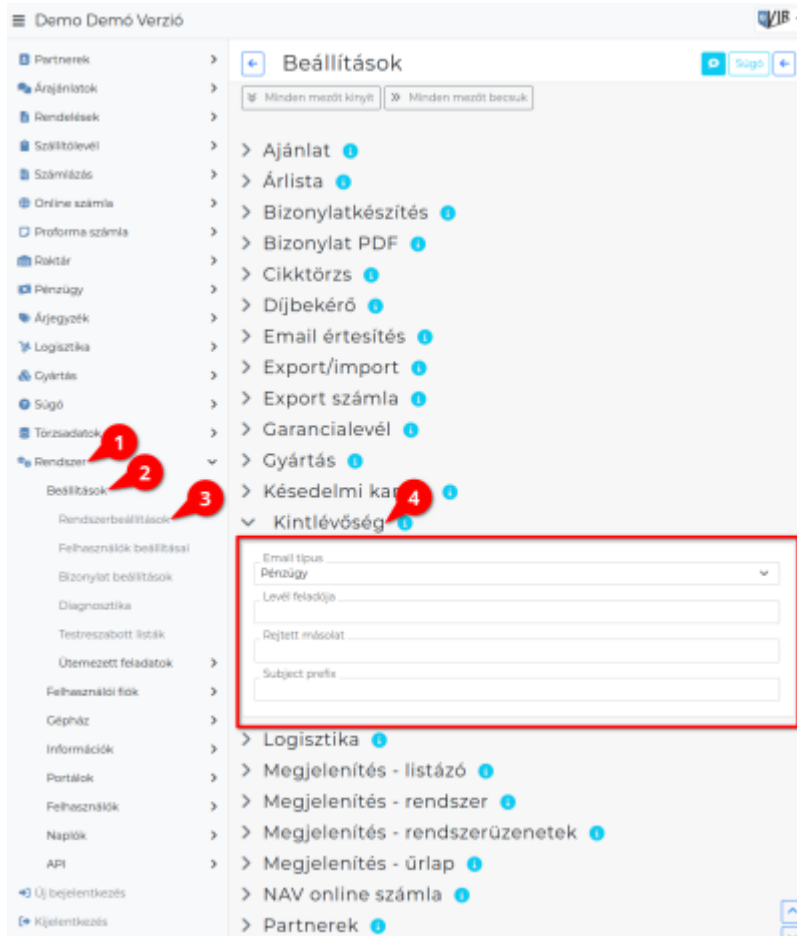 Demo Demó Verzió
VIR
Partnerek
Árajánlatok
Rendelések
Szállítólevél
Számlázás
Online számla
Proforma számla
Raktár
Pénzügy
Árjegyzék
Logisztika
Gyártás
Súgó
Törzsadatok
1
Rendszer
2
Beállítások
3
Rendszerbeállítások
Felhasználók beállításai
Bizonylat beállítások
Diagnosztika
Testreszabott listák
Ütemezett feladatok
Felhasználói fiók
Gépház
Információk
Portálok
Felhasználók
Naplók
API
Új bejelentkezés
Kijelentkezés
Beállítások
Súgó
Minden mezőt kinyit
Minden mezőt becsuk
Ajánlat
Árlista
Bizonylatkészítés
Bizonylat PDF
Cikktörzs
Díjbekérő
Email értesítés
Export/import
Export számla
Garancialevél
Gyártás
Késedelmi
4
Kintlévőség
Email típus
Pénzügy
Levél feladója
Rejtett másolat
Subject prefix
Logisztika
Megjelenítés - listázó
Megjelenítés - rendszer
Megjelenítés - rendszerüzenetek
Megjelenítés - űrlap
NAV online számla
Partnerek